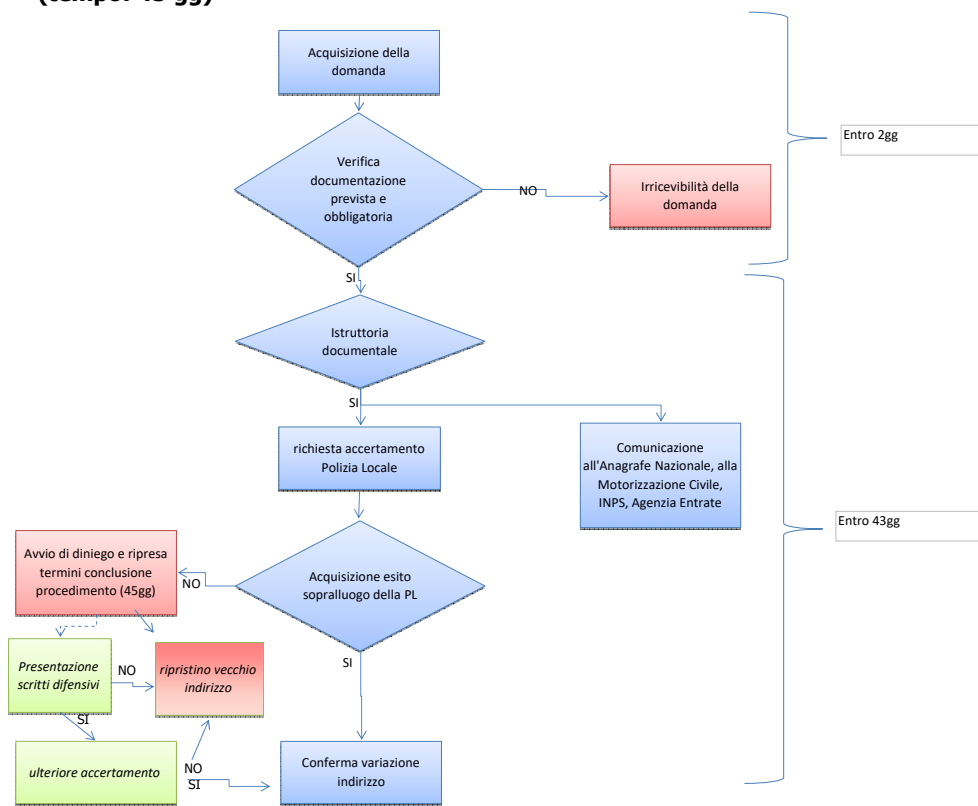 (tempo: 45 gg)
Acquisizione della
domanda
Entro 2gg
Verifica
documentazione
prevista e
obbligatoria
NO
Irricevibilità della
domanda
SI
Istruttoria
documentale
SI
richiesta accertamento
Polizia Locale
Comunicazione
all'Anagrafe Nazionale, alla
Motorizzazione Civile,
INPS, Agenzia Entrate
Entro 43gg
Avvio di diniego e ripresa
termini conclusione
procedimento (45gg)
NO
Acquisizione esito
sopralluogo della PL
SI
Presentazione
scritti difensivi
NO
ripristino vecchio
indirizzo
SI
ulteriore accertamento
NO
SI
Conferma variazione
indirizzo